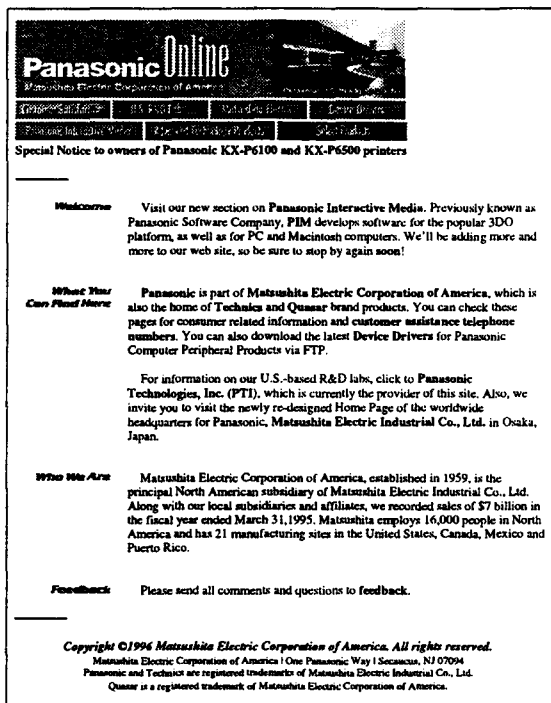 Panasonic Online
Matsushita Electric Corporation of America
Special Notice to owners of Panasonic KX-P6100 and KX-P6500 printers
Welcome
Visit our new section on Panasonic Interactive Media. Previously known as
Panasonic Software Company, PIM develops software for the popular 3DO
platform, as well as for PC and Macintosh computers. We'll be adding more and
more to our web site, so be sure to stop by again soon!
What You
Can Find Here
Panasonic is part of Matsushita Electric Corporation of America, which is
also the home of Technics and Quasar brand products. You can check these
pages for consumer related information and customer assistance telephone
numbers. You can also download the latest Device Drivers for Panasonic
Computer Peripheral Products via FTP.
For information on our U.S.-based R&D labs, click to Panasonic
Technologies, Inc. (PTI), which is currently the provider of this site. Also, we
invite you to visit the newly re-designed Home Page of the worldwide
headquarters for Panasonic, Matsushita Electric Industrial Co., Ltd. in Osaka,
Japan.
Who We Are
Matsushita Electric Corporation of America, established in 1959, is the
principal North American subsidiary of Matsushita Electric Industrial Co., Ltd.
Along with our local subsidiaries and affiliates, we recorded sales of $7 billion in
the fiscal year ended March 31,1995. Matsushita employs 16,000 people in North
America and has 21 manufacturing sites in the United States, Canada, Mexico and
Puerto Rico.
Feedback
Please send all comments and questions to feedback.
Copyright ©1996 Matsushita Electric Corporation of America. All rights reserved.
Matsushita Electric Corporation of America | One Panasonic Way | Secaucus, NJ 07094
Panasonic and Technics are registered trademarks of Matsushita Electric Industrial Co., Ltd.
Quasar is a registered trademark of Matsushita Electric Corporation of America.